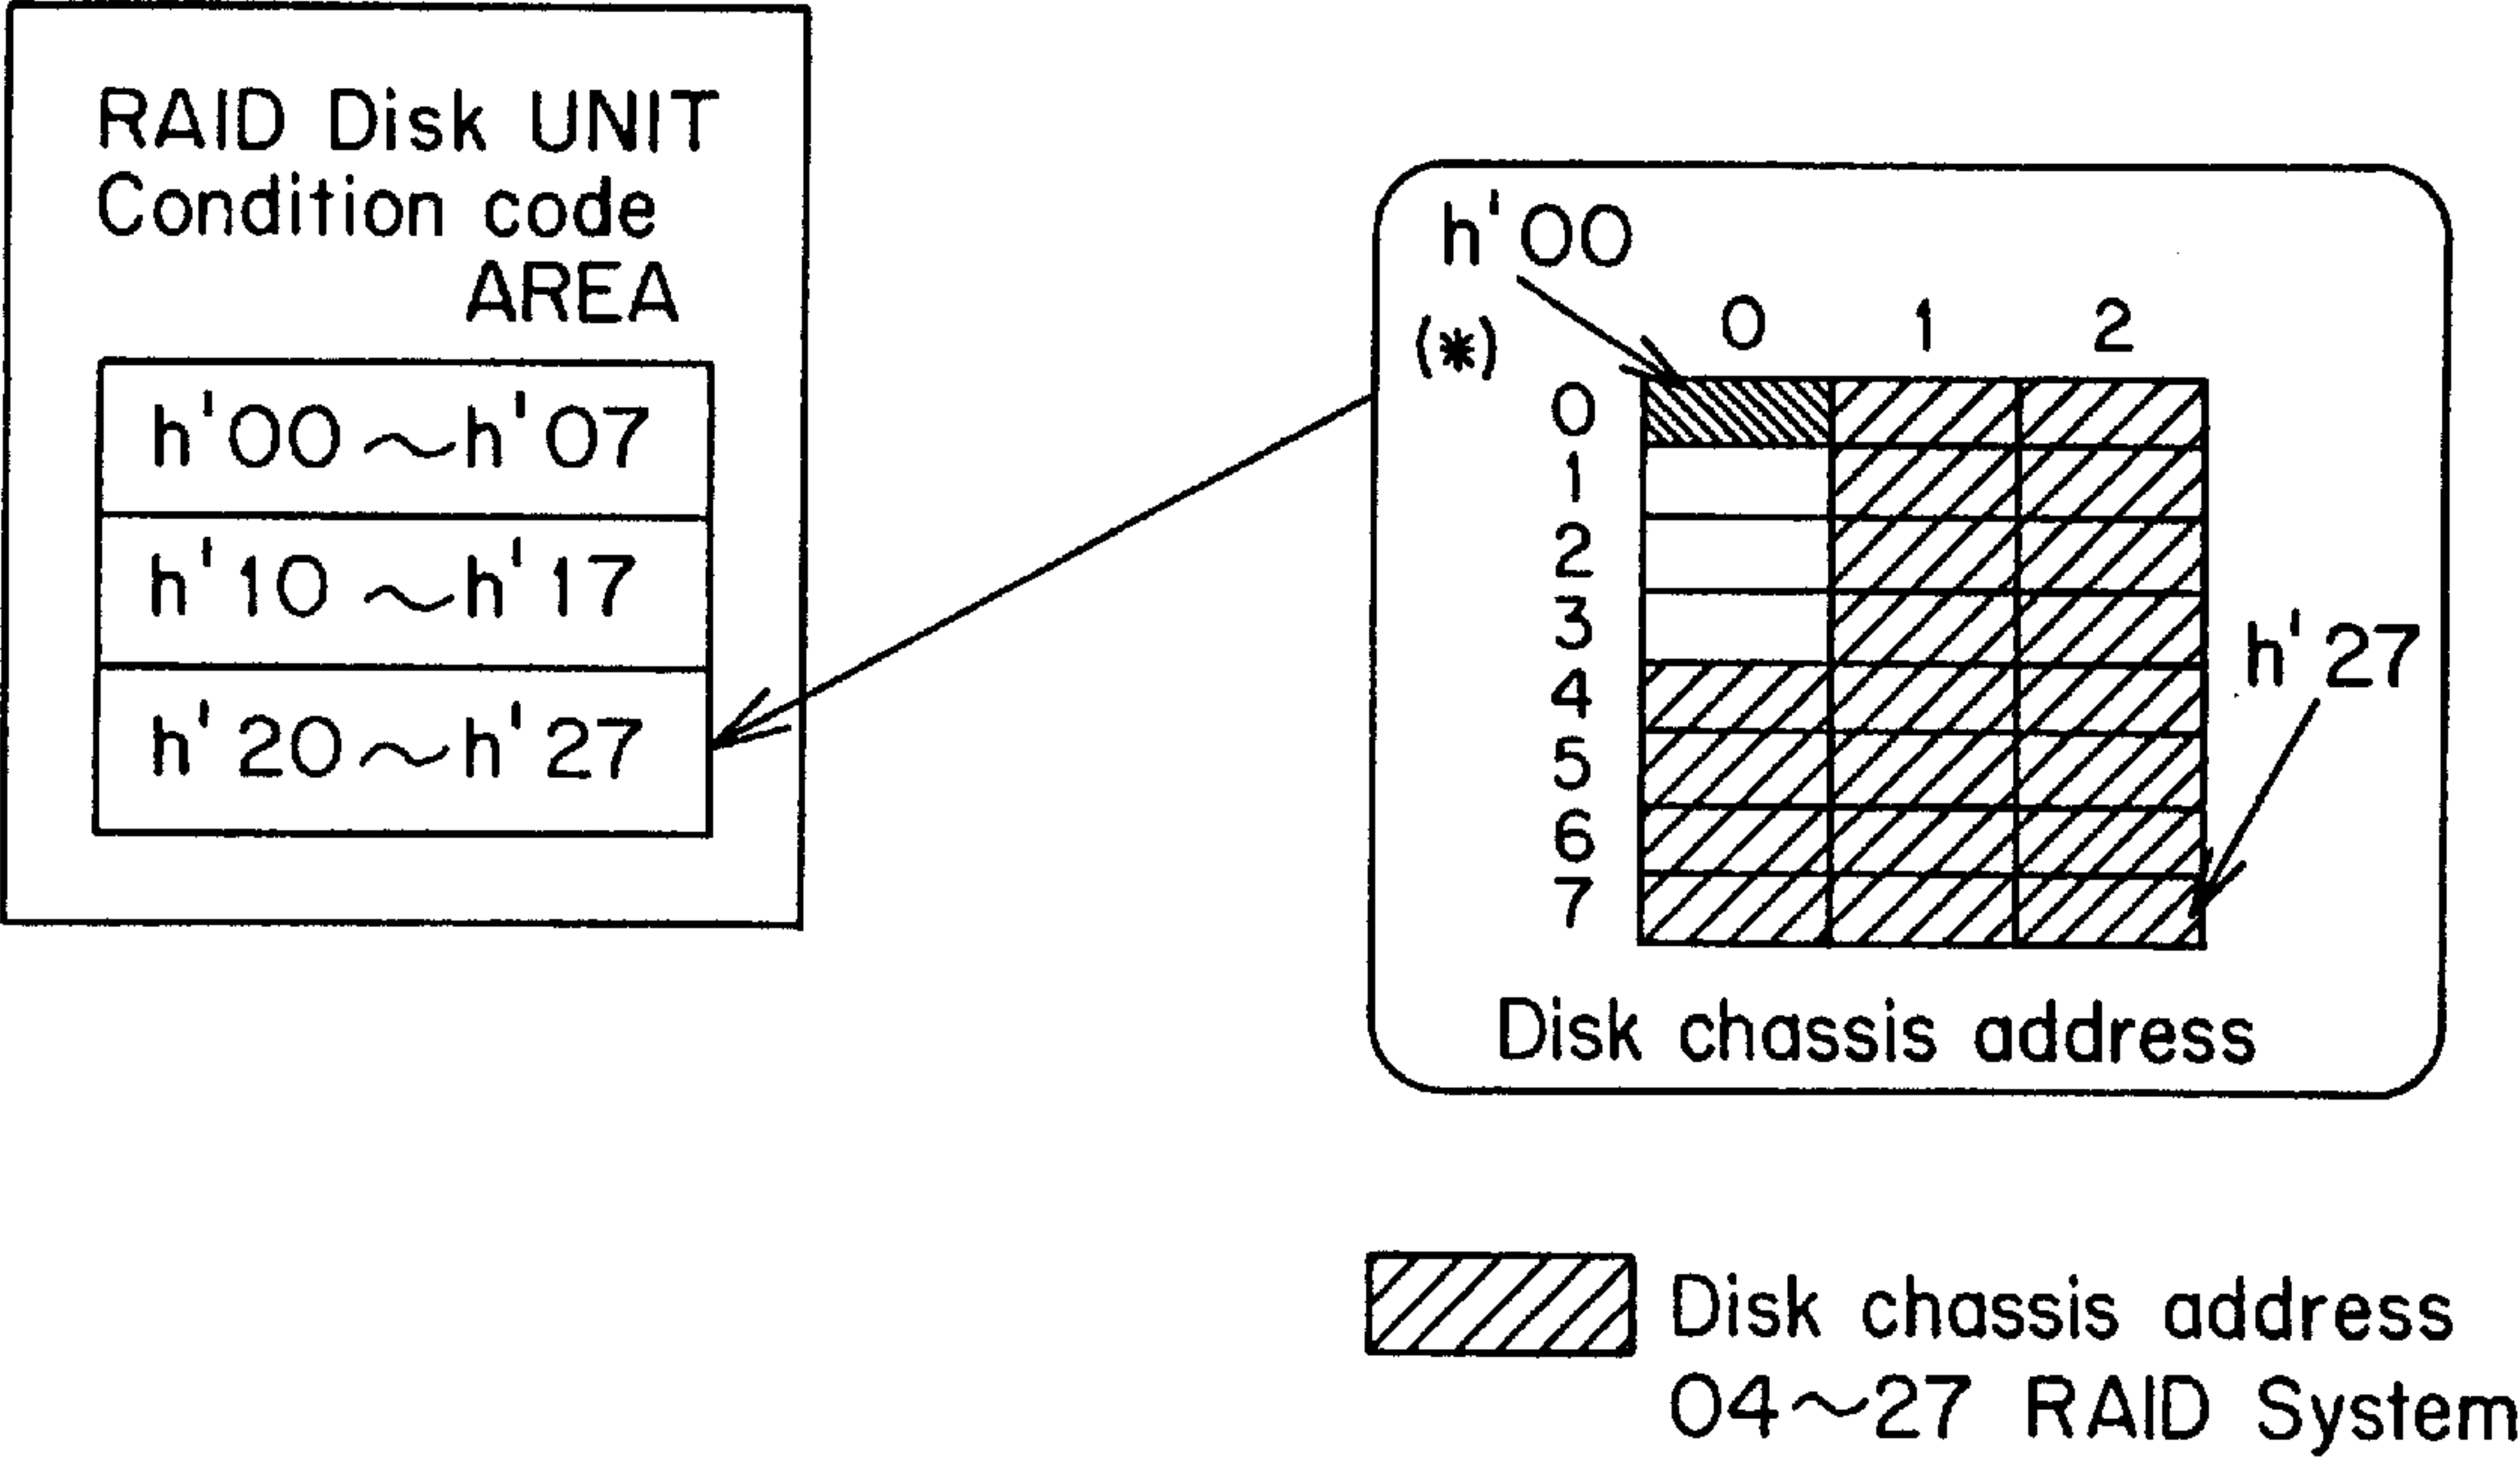 RAID Disk UNIT
Condition code
AREA
h'00~h'07
h'10~h'17
h'20~h'27
h'00
(*)
0 1 2
0
1
2
3
4
5
6
7
h'27
Disk chassis address
Disk chassis address
04~27 RAID System